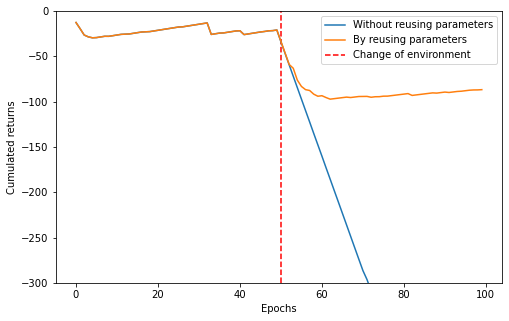 Without reusing parameters
By reusing parameters
Change of environment
Cumulated returns
0
−50
−100
−150
−200
−250
−300
0
20
40
60
80
100
Epochs